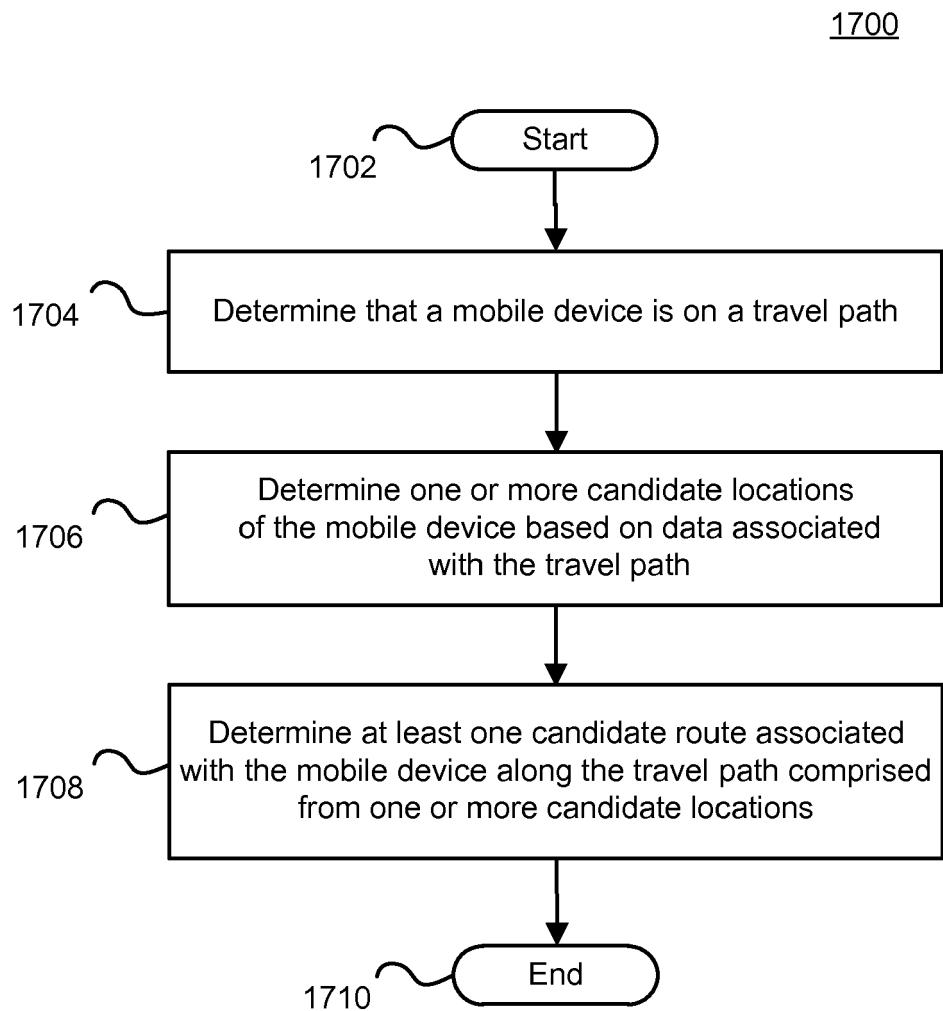 1700
Start
1702
Determine that a mobile device is on a travel path
1704
Determine one or more candidate locations
of the mobile device based on data associated
with the travel path
1706
Determine at least one candidate route associated
with the mobile device along the travel path comprised
from one or more candidate locations
1708
End
1710